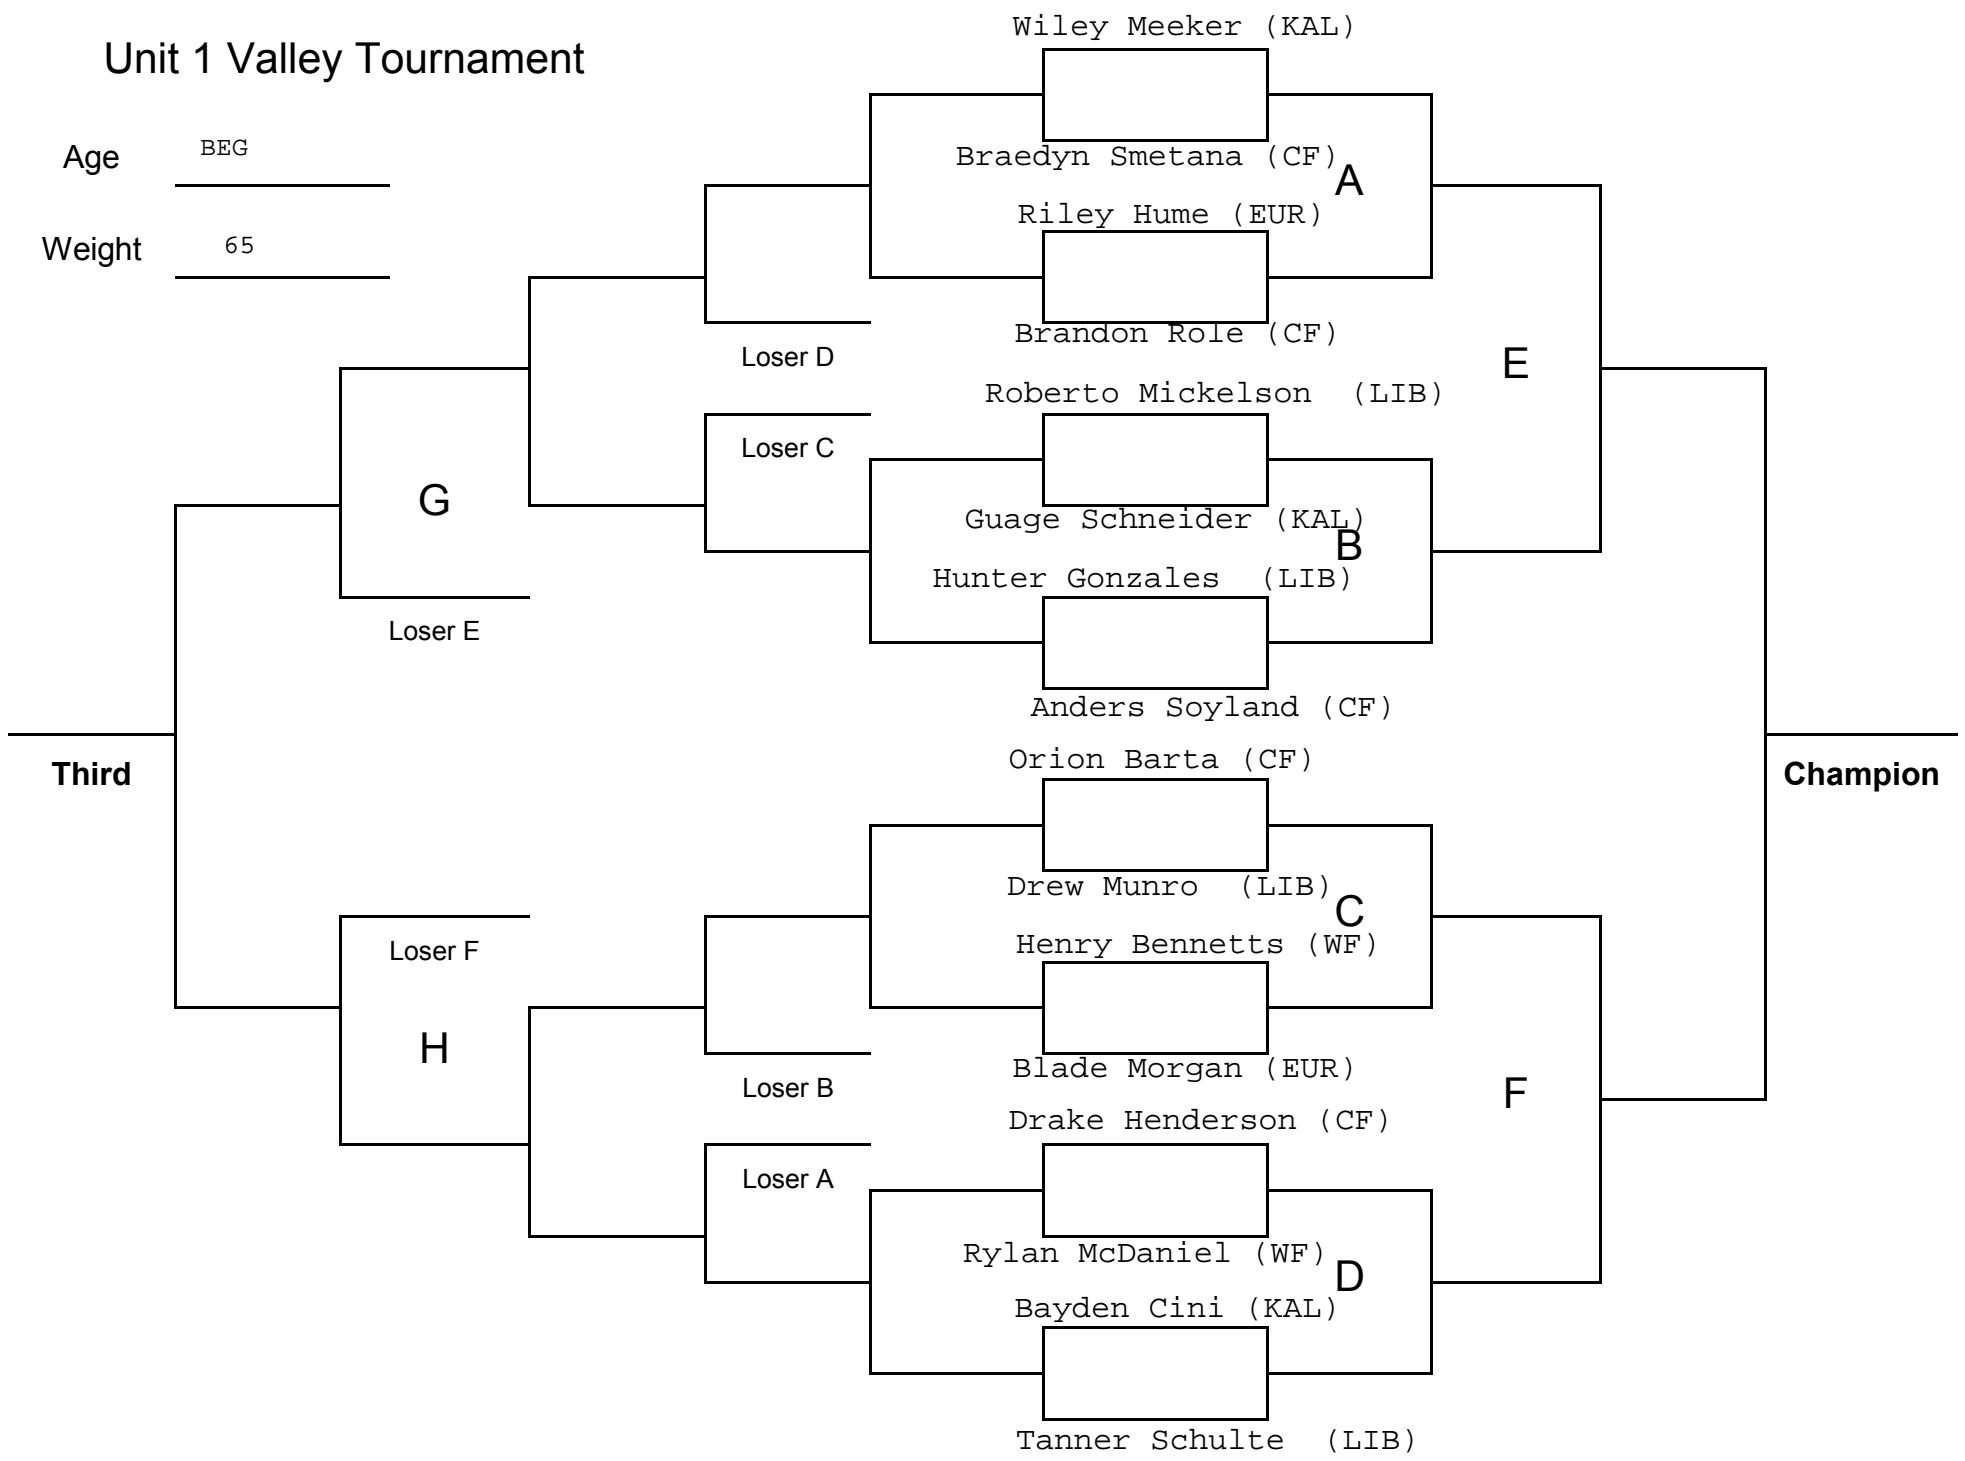 Unit 1 Valley Tournament
Age BEG
Weight 65
Wiley Meeker (KAL)
Braedyn Smetana (CF)
A
Riley Hume (EUR)
Brandon Role (CF)
Loser D
E
Roberto Mickelson (LIB)
Loser C
G
Guage Schneider (KAL)
B
Hunter Gonzales (LIB)
Loser E
Anders Soyland (CF)
Third
Champion
Orion Barta (CF)
Drew Munro (LIB)
C
Henry Bennetts (WF)
Loser F
H
Blade Morgan (EUR)
Loser B
F
Drake Henderson (CF)
Loser A
Rylan McDaniel (WF)
D
Bayden Cini (KAL)
Tanner Schulte (LIB)